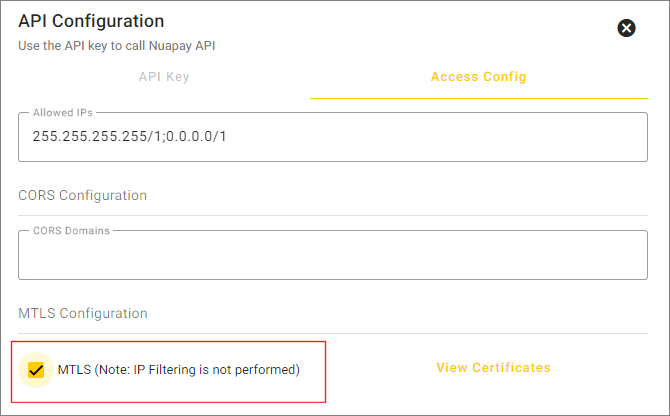 API Configuration
Use the API key to call Nuapay API
API Key
Access Config
Allowed IPs
255.255.255.255/1;0.0.0.0/1
CORS Configuration
CORS Domains
MTLS Configuration
MTLS (Note: IP Filtering is not performed)
View Certificates